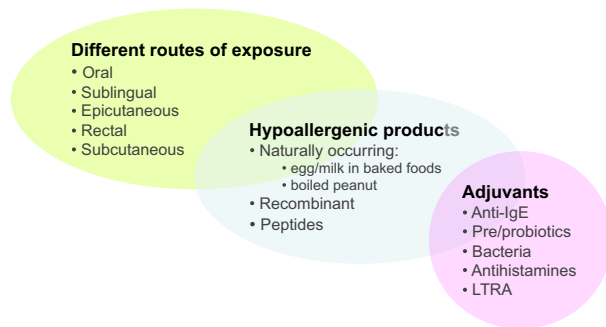 Different routes of exposure
• Oral
• Sublingual
• Epicutaneous
• Rectal
• Subcutaneous
Hypoallergenic products
• Naturally occurring:
• egg/milk in baked foods
• boiled peanut
• Recombinant
• Peptides
Adjuvants
• Anti-IgE
• Pre/probiotics
• Bacteria
• Antihistamines
• LTRA